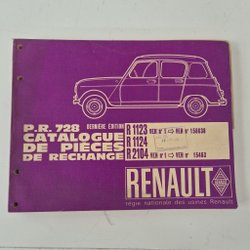 P.R. 728 DERNIÈRE ÉDITION
CATALOGUE
DE PIÈCES
DE RECHANGE
R 1123 VEH n° 1 ⇨ VEH n° 156036
R 1124
R 2104 VEH n° 1 ⇨ VEH n° 15463
RENAULT
régie nationale des usines Renault